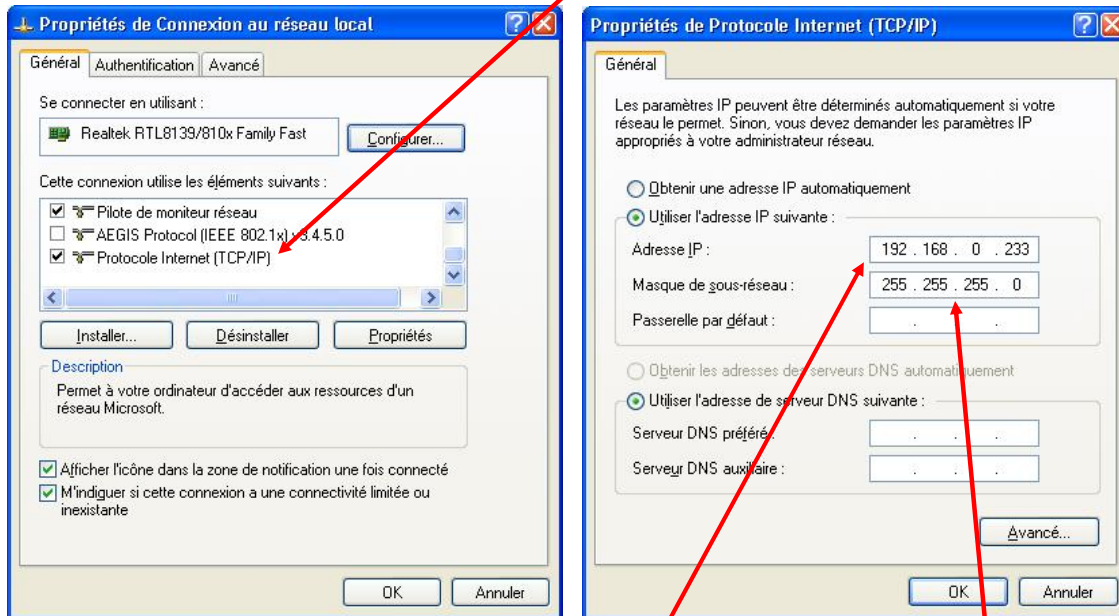 Propriétés de Connexion au réseau local
Général Authentification Avancé
Se connecter en utilisant :
Realtek RTL8139/810x Family Fast
Configurer...
Cette connexion utilise les éléments suivants :
Pilote de moniteur réseau
AEGIS Protocol (IEEE 802.1x) v3.4.5.0
Protocole Internet (TCP/IP)
Installer... Désinstaller Propriétés
Description
Permet à votre ordinateur d'accéder aux ressources d'un
réseau Microsoft.
Afficher l'icône dans la zone de notification une fois connecté
M'indiquer si cette connexion a une connectivité limitée ou
inexistante
OK Annuler
Propriétés de Protocole Internet (TCP/IP)
Général
Les paramètres IP peuvent être déterminés automatiquement si votre
réseau le permet. Sinon, vous devez demander les paramètres IP
appropriés à votre administrateur réseau.
Obtenir une adresse IP automatiquement
Utiliser l'adresse IP suivante :
Adresse IP : 192 . 168 . 0 . 233
Masque de sous-réseau : 255 . 255 . 255 . 0
Passerelle par défaut : . . .
Obtenir les adresses des serveurs DNS automatiquement
Utiliser l'adresse de serveur DNS suivante :
Serveur DNS préféré : . . .
Serveur DNS auxiliaire : . . .
Avancé...
OK Annuler